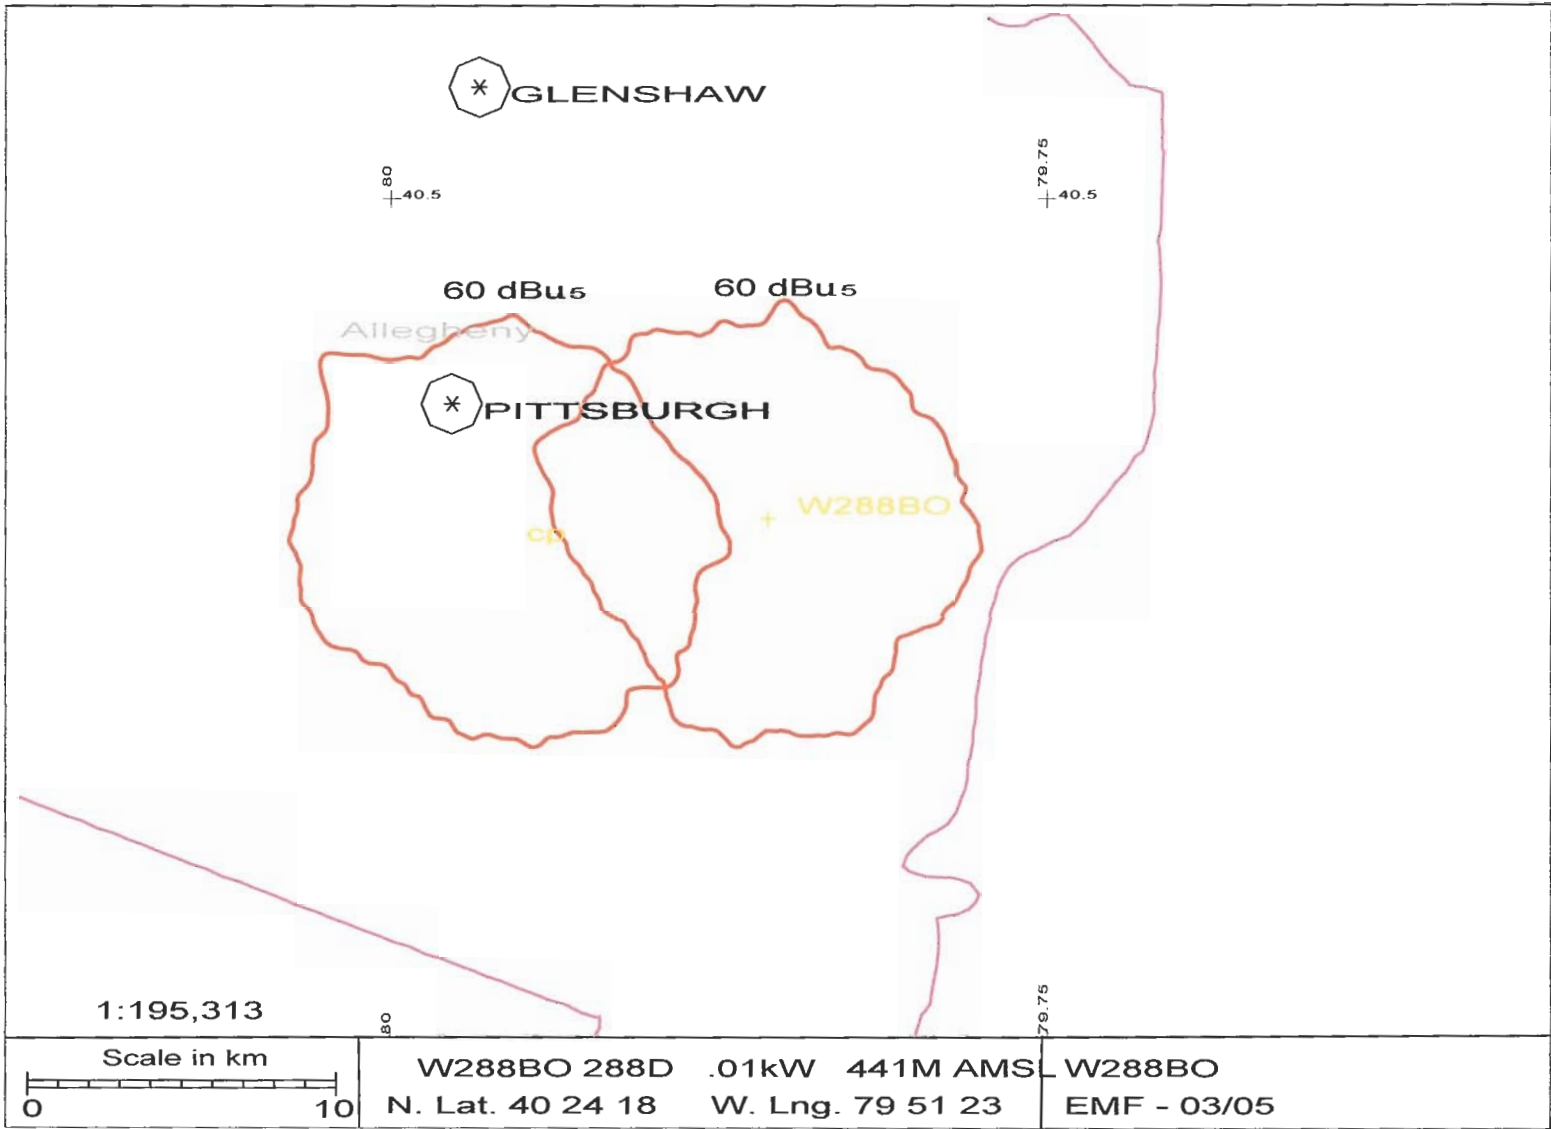 GLENSHAW
80
40.5
79.75
40.5
60 dBu5
60 dBu5
Allegheny
PITTSBURGH
W288BO
cp
1:195,313
80
79.75
Scale in km
0 10
W288BO 288D .01kW 441M AMSL
N. Lat. 40 24 18 W. Lng. 79 51 23
W288BO
EMF - 03/05